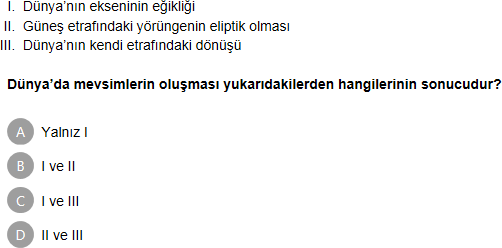 I. Dünya'nın ekseninin eğikliği
II. Güneş etrafındaki yörüngenin eliptik olması
III. Dünya'nın kendi etrafındaki dönüşü
Dünya'da mevsimlerin oluşması yukarıdakilerden hangilerinin sonucudur?
A Yalnız I
B I ve II
C I ve III
D II ve III